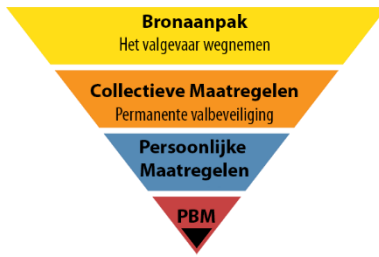 Bronaanpak
Het valgevaar wegnemen
Collectieve Maatregelen
Permanente valbeveiliging
Persoonlijke
Maatregelen
PBM